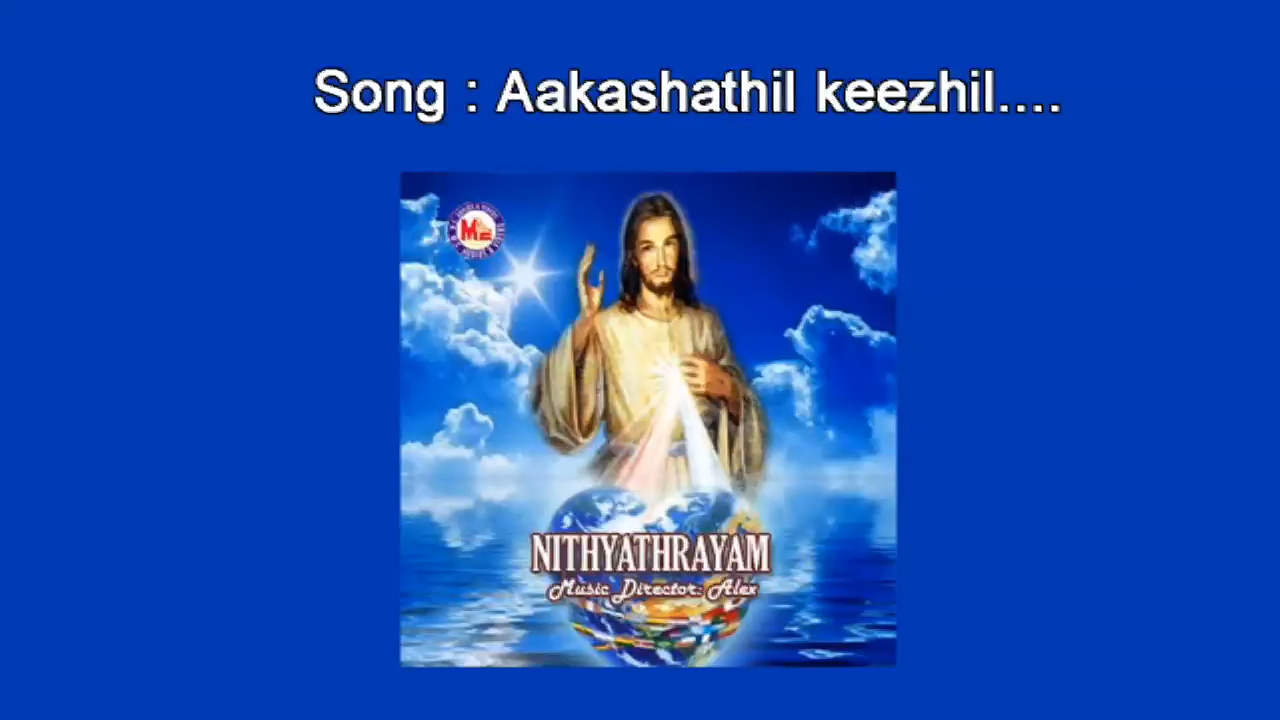 Song : Aakashathil keezhil....
NITHYATHRAYAM
Music Director: Alex